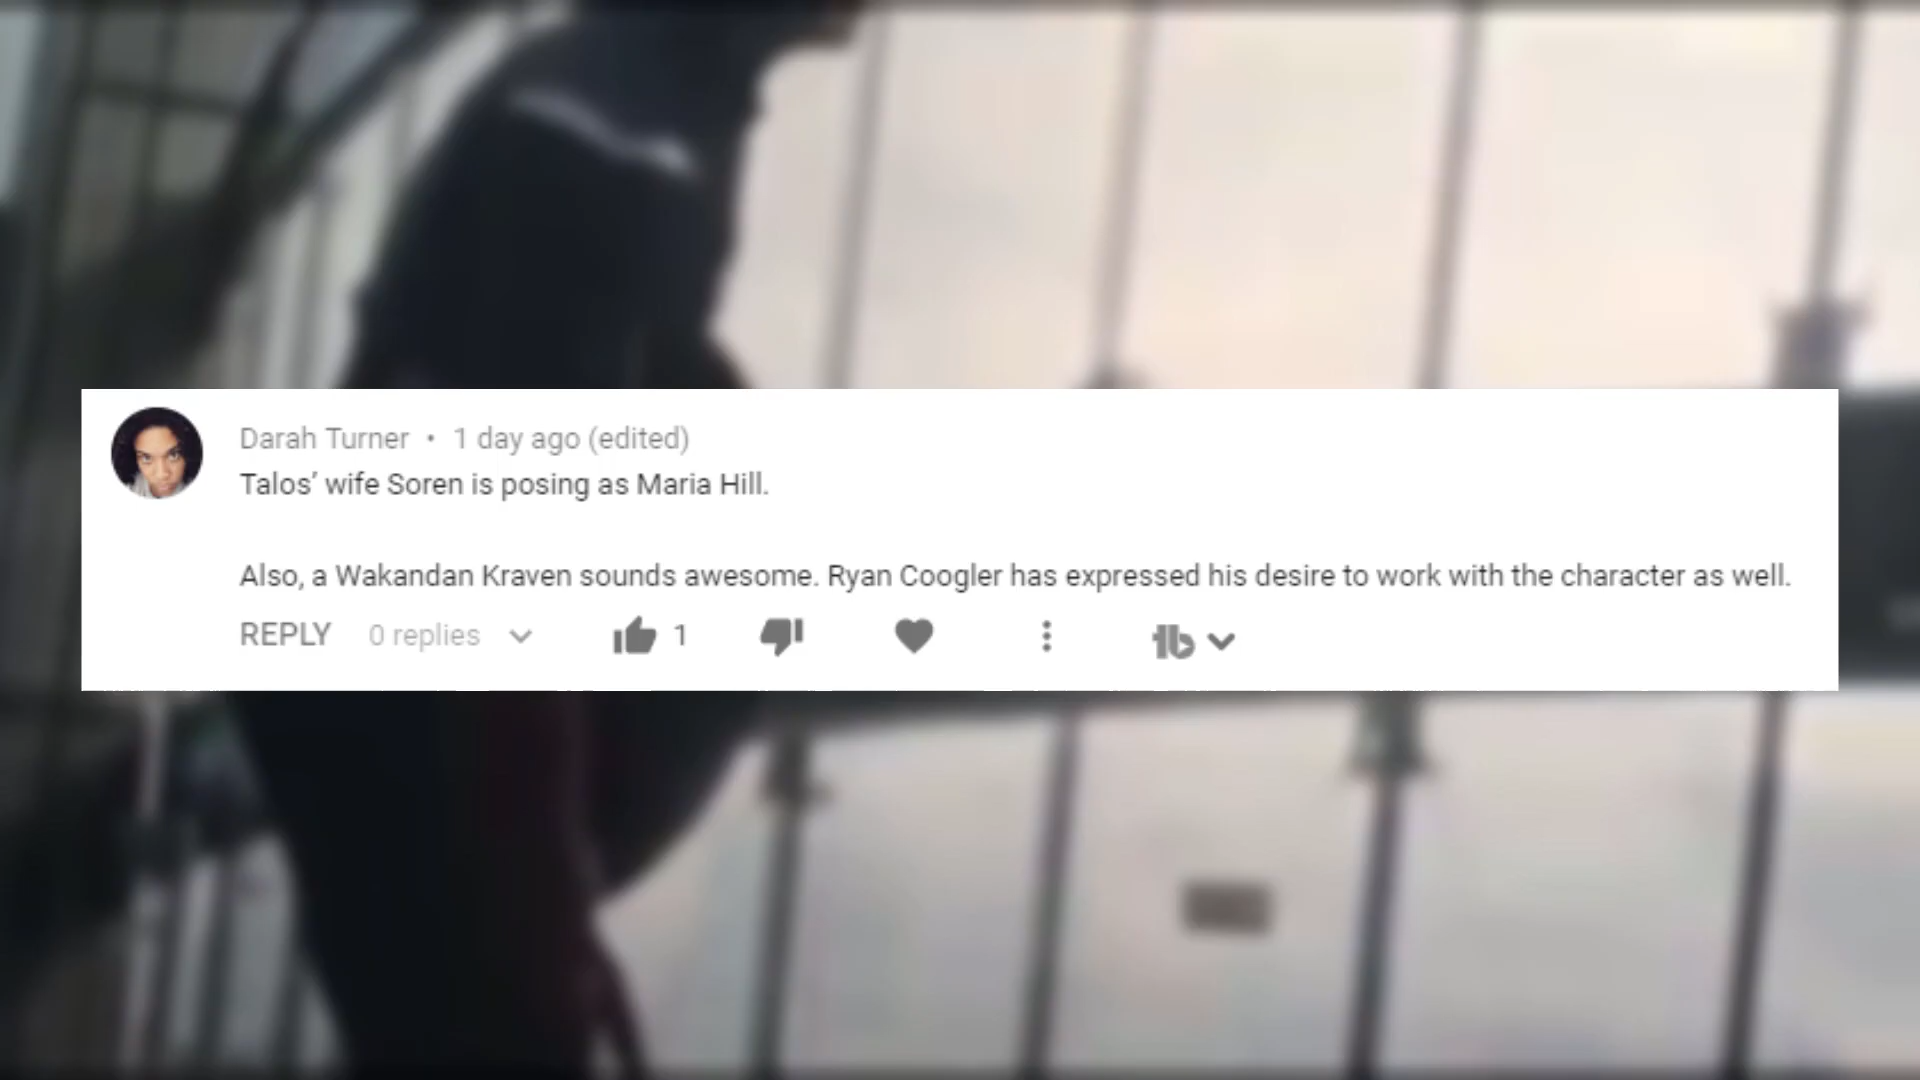 Darah Turner • 1 day ago (edited)
Talos’ wife Soren is posing as Maria Hill.
Also, a Wakandan Kraven sounds awesome. Ryan Coogler has expressed his desire to work with the character as well.
REPLY 0 replies 1